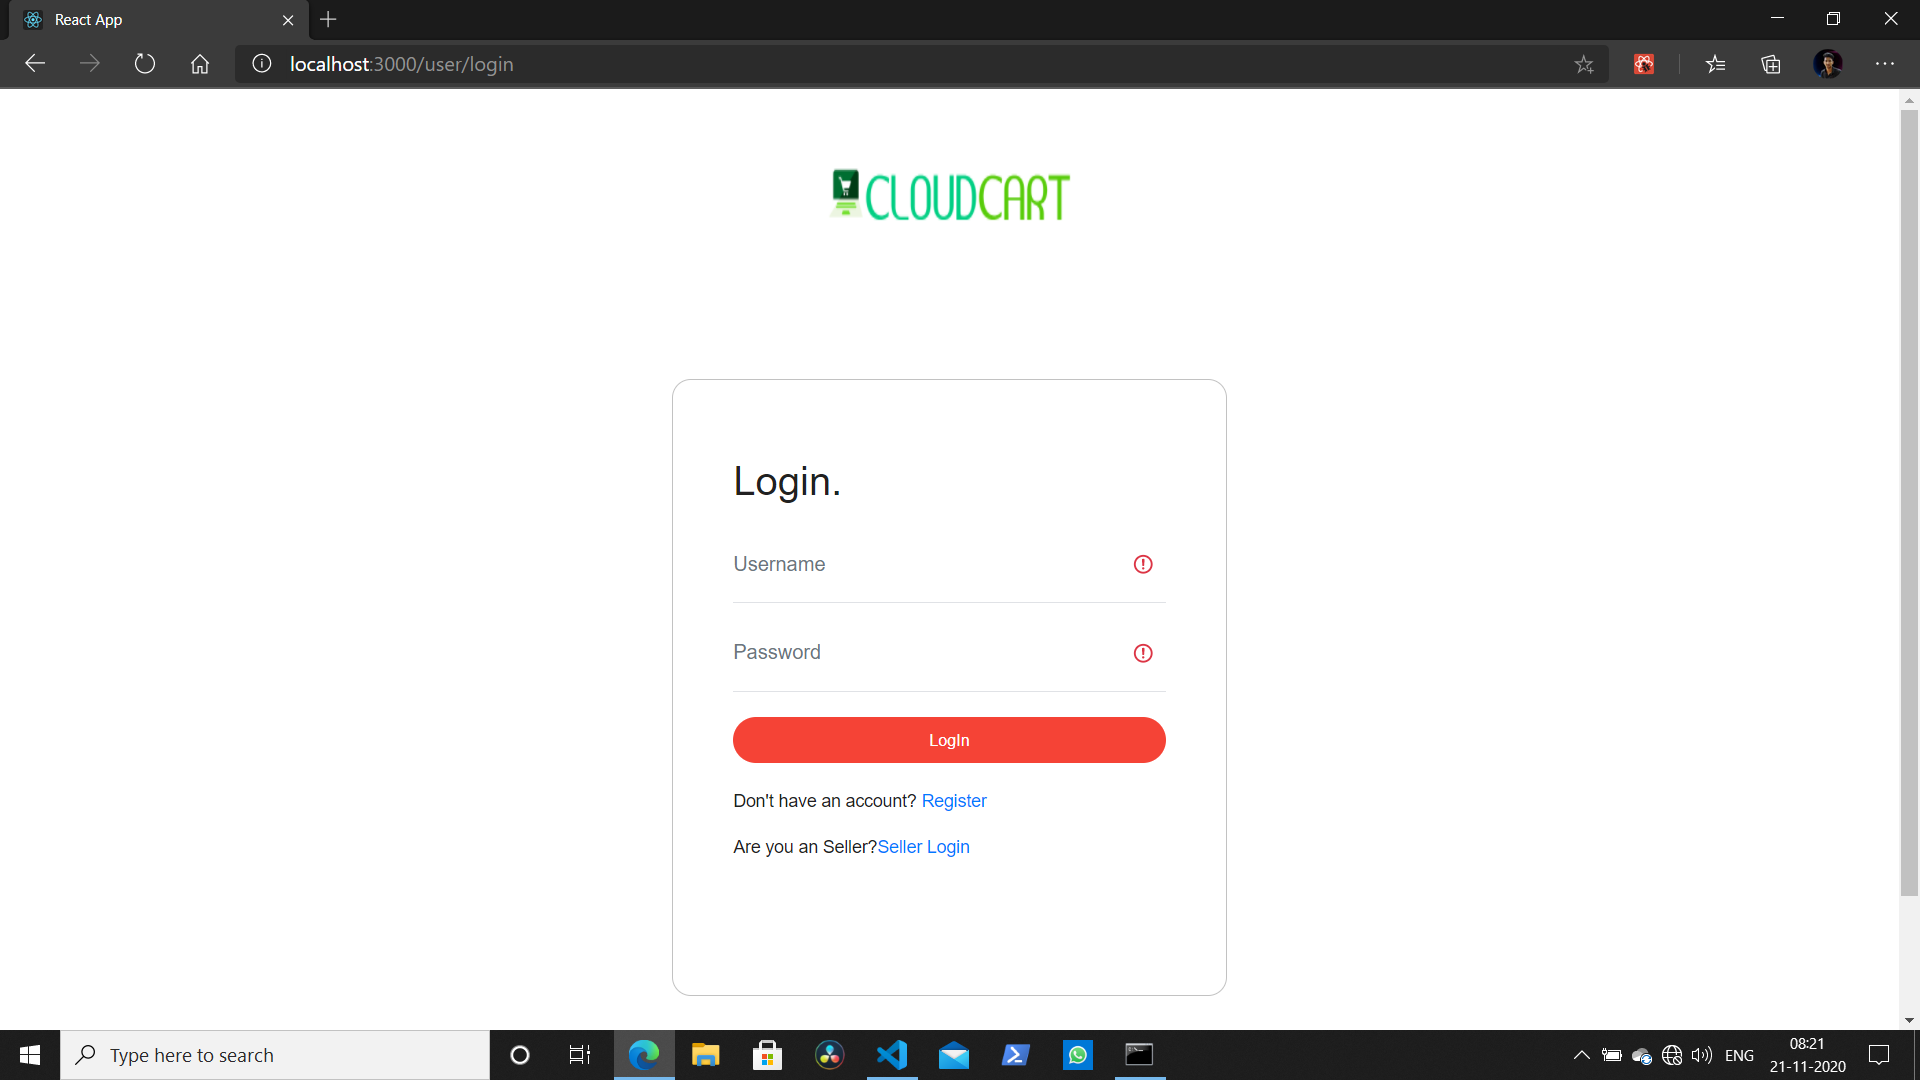 React App
localhost:3000/user/login
CLOUDCART
Login.
Username
Password
LogIn
Don't have an account? Register
Are you an Seller?Seller Login
Type here to search
ENG
08:21
21-11-2020